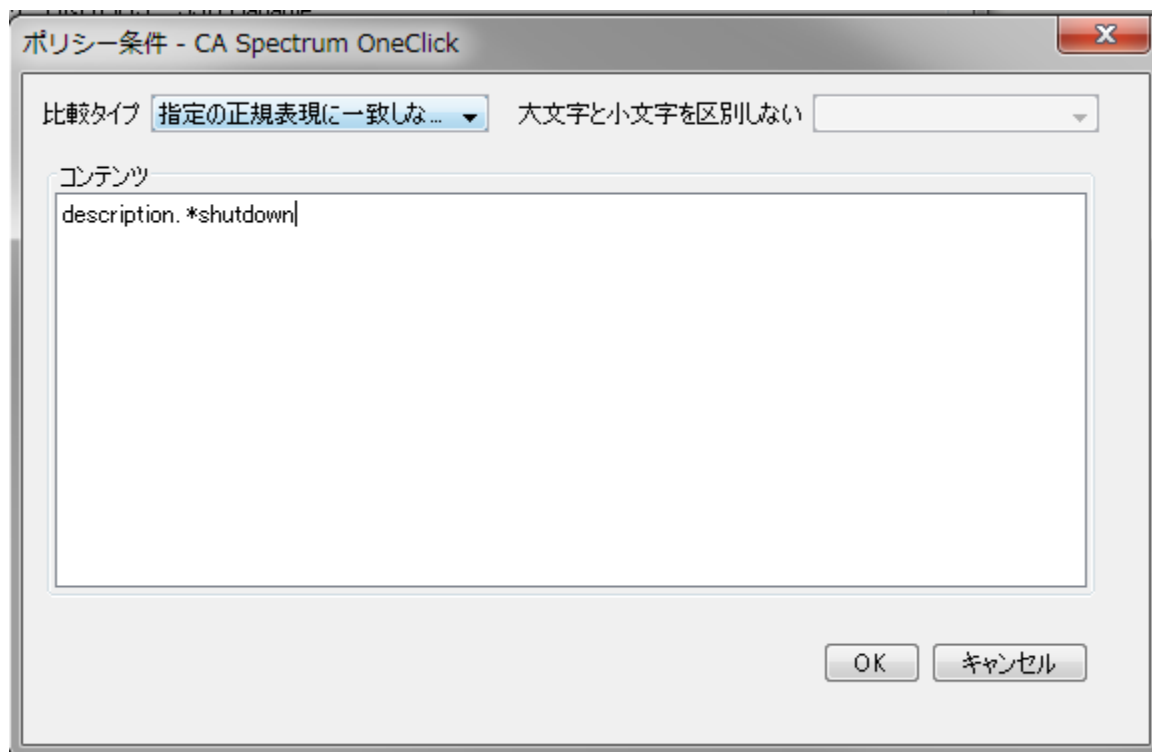 ポリシー条件 - CA Spectrum OneClick
比較タイプ 指定の正規表現に一致しな... 大文字と小文字を区別しない
コンテンツ
description. *shutdown
OK キャンセル